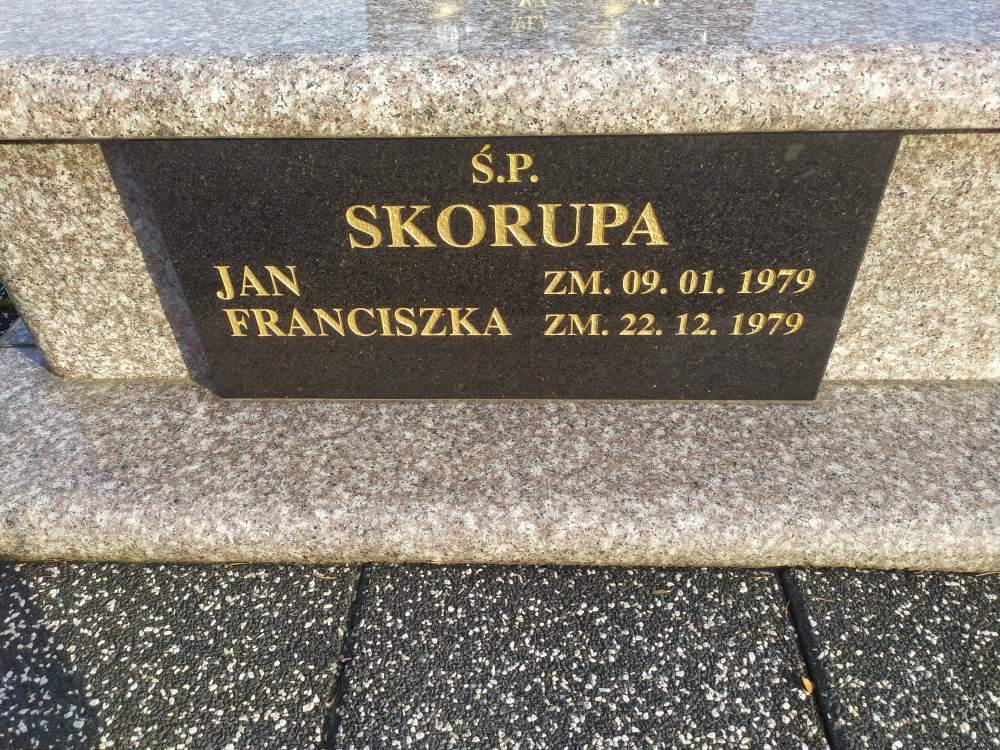 Ś.P.
SKORUPA
JAN ZM. 09. 01. 1979
FRANCISZKA ZM. 22. 12. 1979